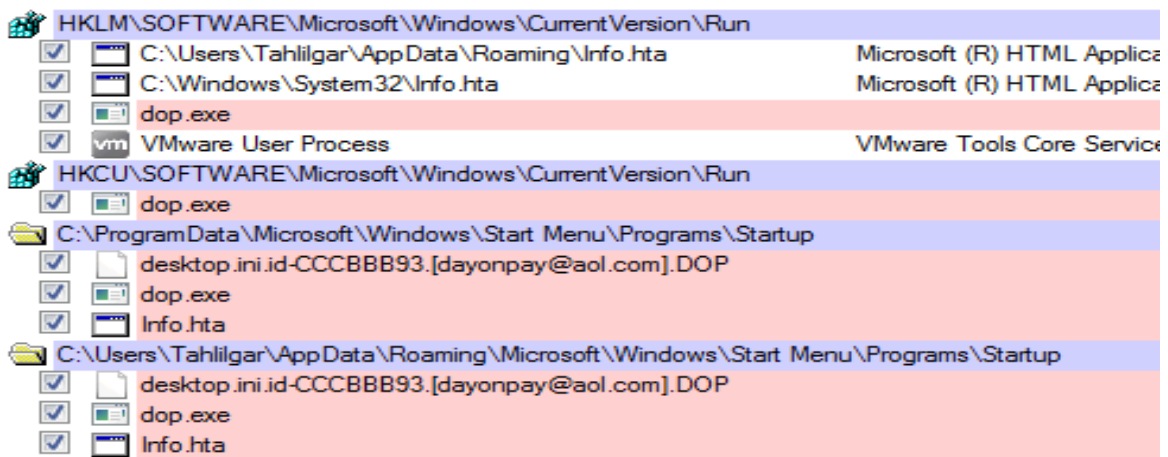 HKLM\SOFTWARE\Microsoft\Windows\CurrentVersion\Run
C:\Users\Tahlilgar\AppData\Roaming\Info.hta Microsoft (R) HTML Applica
C:\Windows\System32\Info.hta Microsoft (R) HTML Applica
dop.exe
vm VMware User Process VMware Tools Core Service
HKCU\SOFTWARE\Microsoft\Windows\CurrentVersion\Run
dop.exe
C:\ProgramData\Microsoft\Windows\Start Menu\Programs\Startup
desktop.ini.id-CCCBBB93.[dayonpay@aol.com].DOP
dop.exe
Info.hta
C:\Users\Tahlilgar\AppData\Roaming\Microsoft\Windows\Start Menu\Programs\Startup
desktop.ini.id-CCCBBB93.[dayonpay@aol.com].DOP
dop.exe
Info.hta